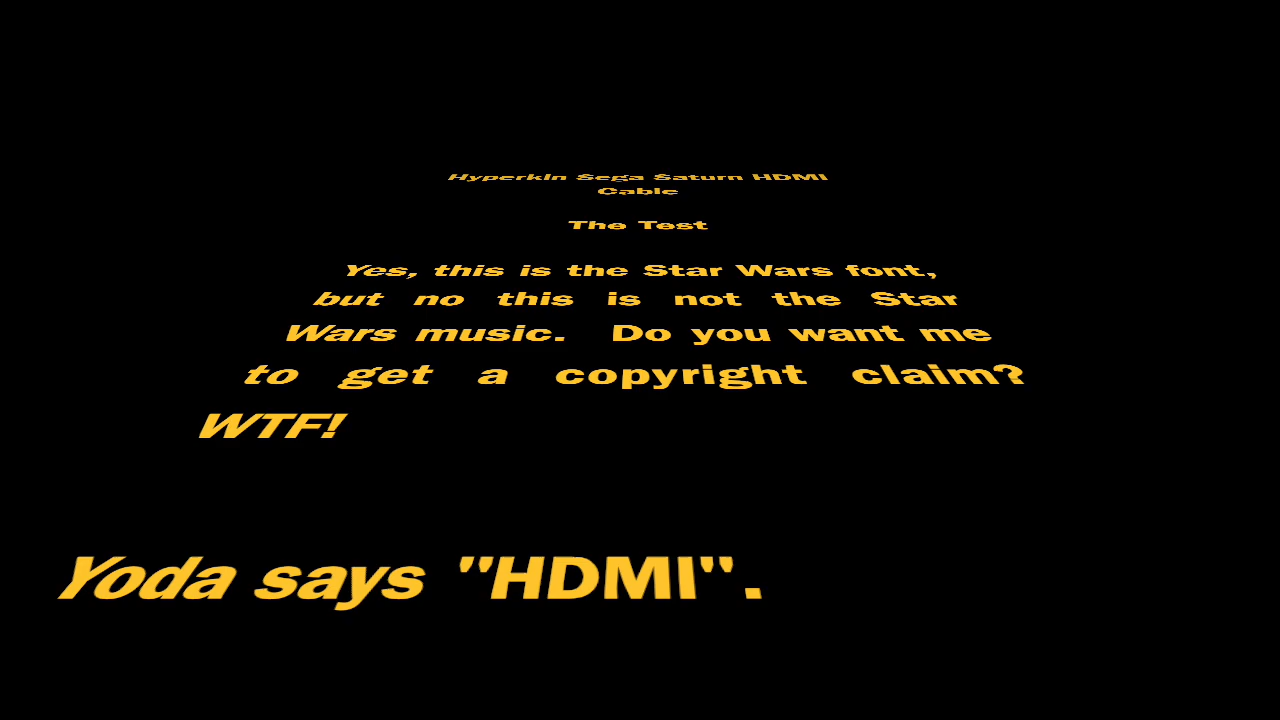 Hyperkin Sega Saturn HDMI
Cable
The Test
Yes, this is the Star Wars font,
but no this is not the Star
Wars music. Do you want me
to get a copyright claim?
WTF!
Yoda says "HDMI".